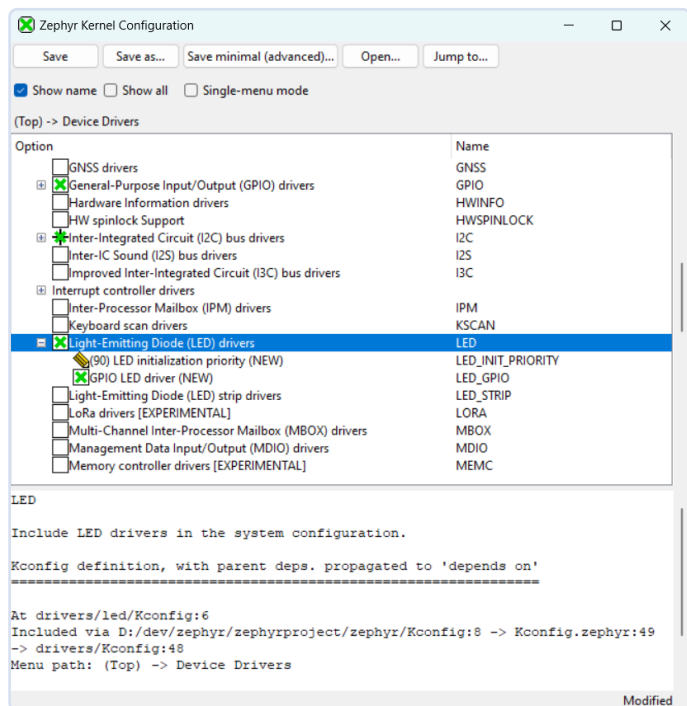 Zephyr Kernel Configuration
Save Save as... Save minimal (advanced)... Open... Jump to...
Show name Show all Single-menu mode
(Top) -> Device Drivers
Option Name
GNSS drivers GNSS
General-Purpose Input/Output (GPIO) drivers GPIO
Hardware Information drivers HWINFO
HW spinlock Support HWSPINLOCK
Inter-Integrated Circuit (I2C) bus drivers I2C
Inter-IC Sound (I2S) bus drivers I2S
Improved Inter-Integrated Circuit (I3C) bus drivers I3C
Interrupt controller drivers
Inter-Processor Mailbox (IPM) drivers IPM
Keyboard scan drivers KSCAN
Light-Emitting Diode (LED) drivers LED
(90) LED initialization priority (NEW) LED_INIT_PRIORITY
GPIO LED driver (NEW) LED_GPIO
Light-Emitting Diode (LED) strip drivers LED_STRIP
LoRa drivers [EXPERIMENTAL] LORA
Multi-Channel Inter-Processor Mailbox (MBOX) drivers MBOX
Management Data Input/Output (MDIO) drivers MDIO
Memory controller drivers [EXPERIMENTAL] MEMC
LED
Include LED drivers in the system configuration.
Kconfig definition, with parent deps. propagated to 'depends on'
================================================================
At drivers/led/Kconfig:6
Included via D:/dev/zephyr/zephyrproject/zephyr/Kconfig:8 -> Kconfig.zephyr:49
-> drivers/Kconfig:48
Menu path: (Top) -> Device Drivers
Modified